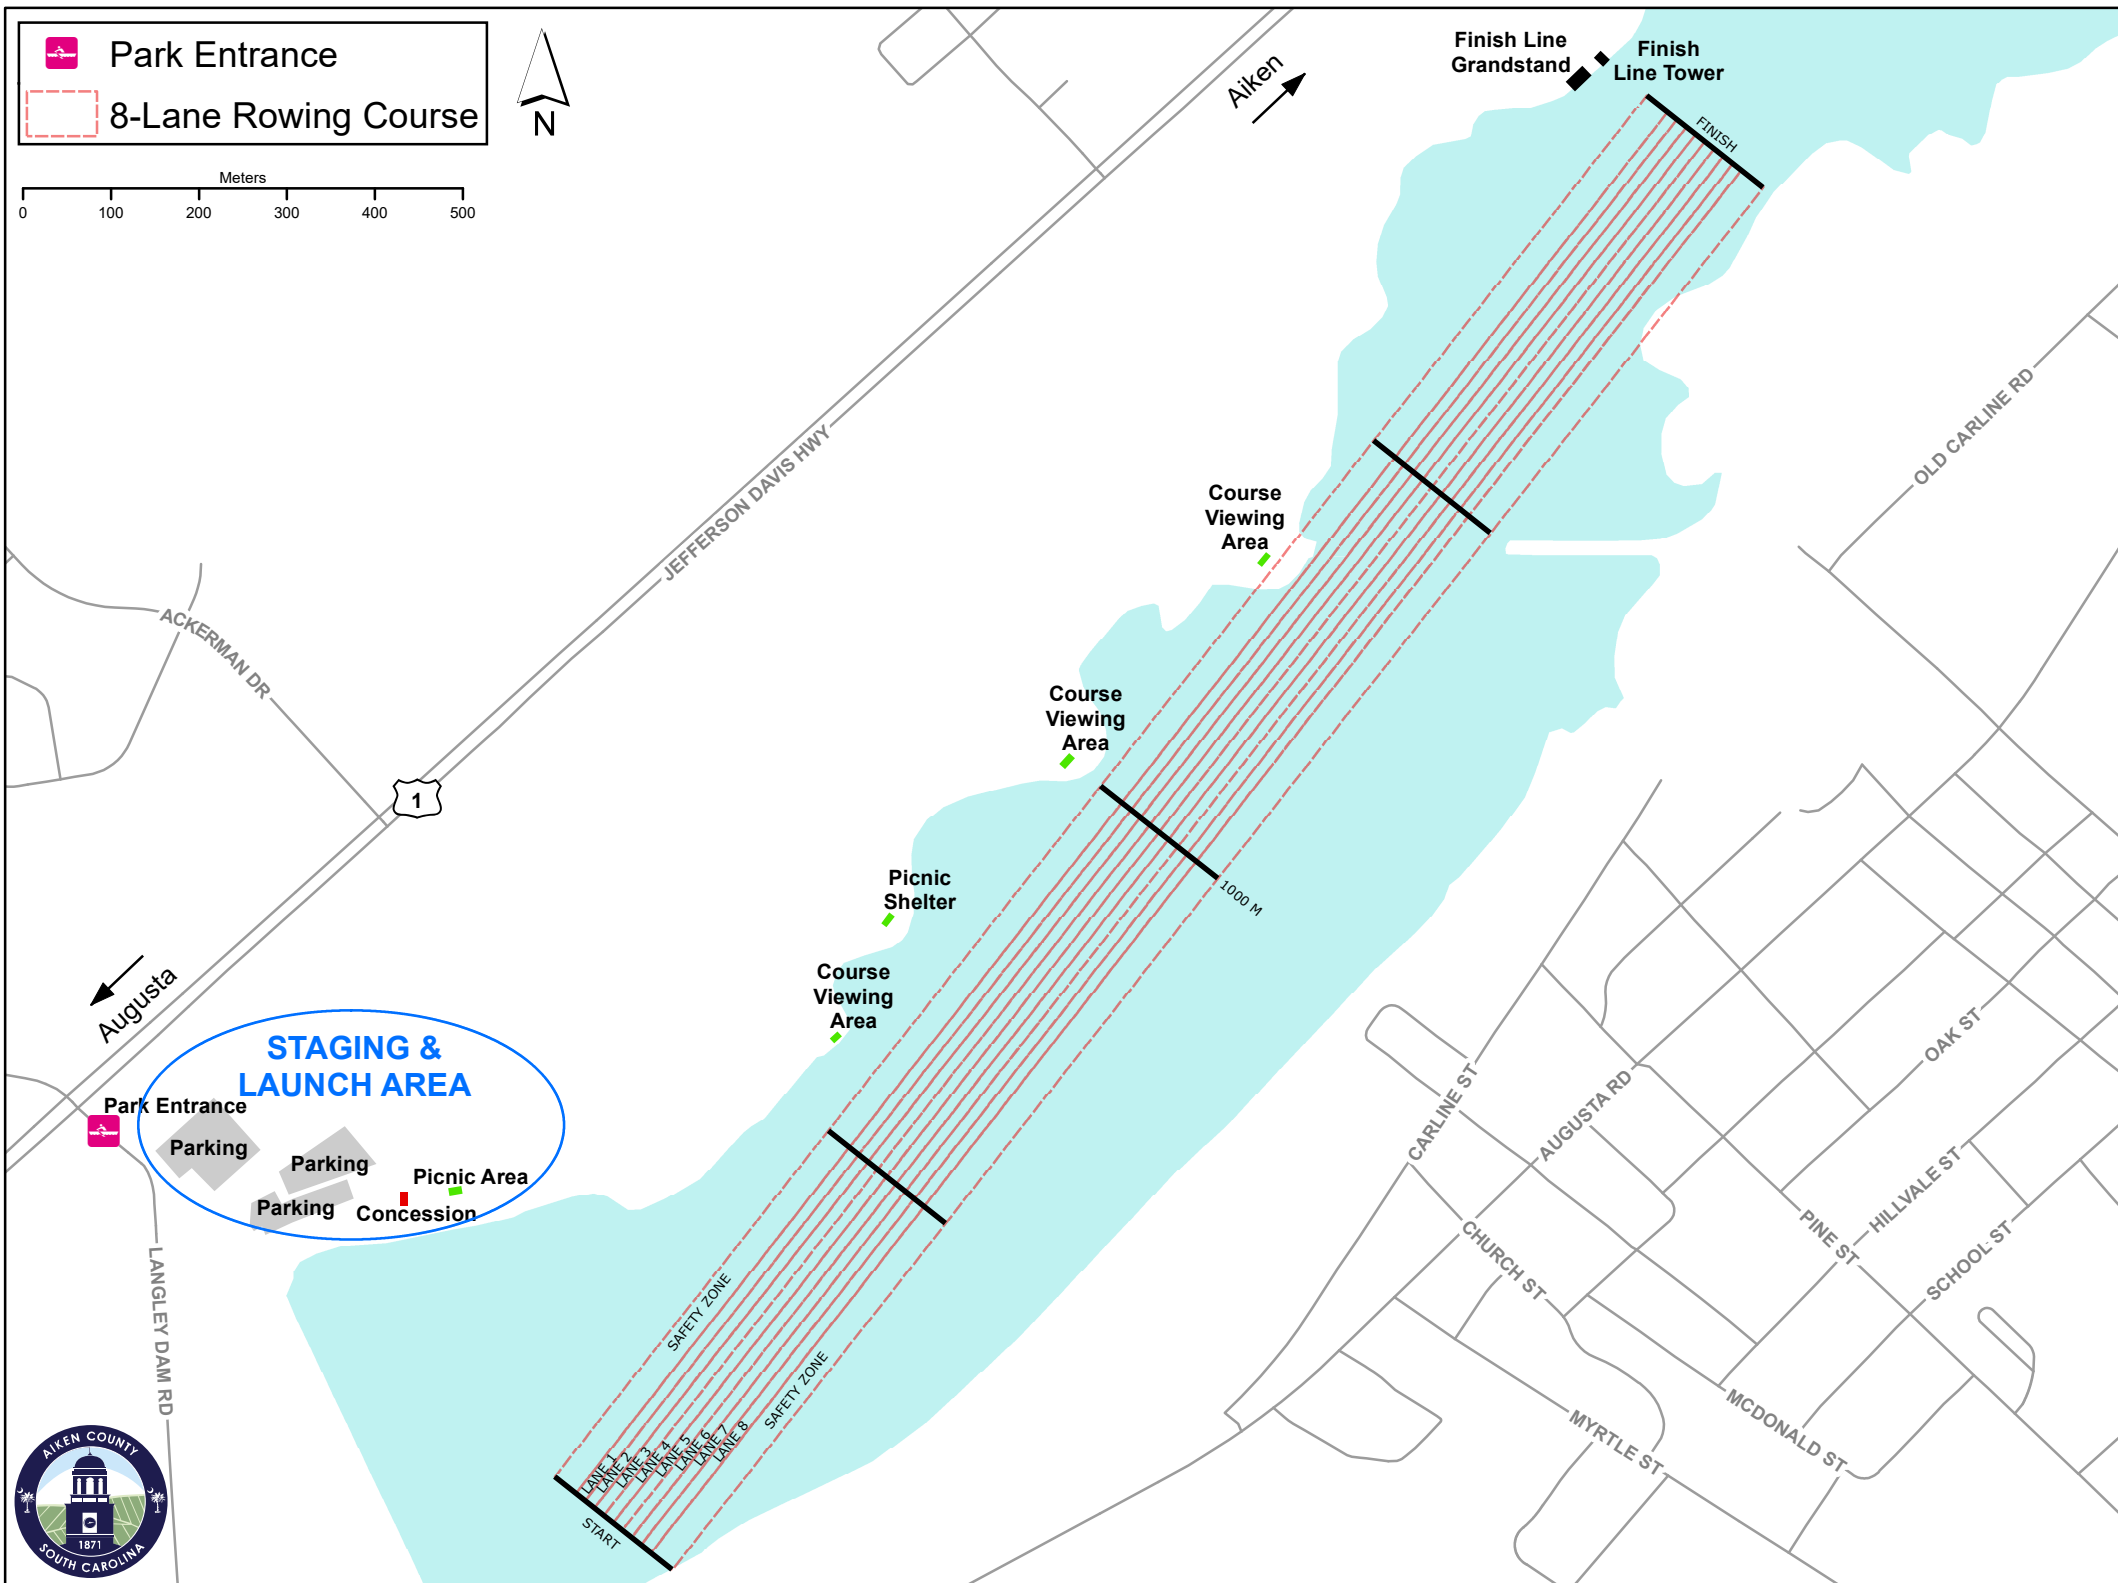 Park Entrance
8-Lane Rowing Course
N
Meters
0 100 200 300 400 500
Aiken
Finish Line
Grandstand
Finish
Line Tower
FINISH
OLD CARLINE RD
JEFFERSON DAVIS HWY
Course
Viewing
Area
ACKERMAN DR
Course
Viewing
Area
1
Picnic
Shelter
1000 M
Course
Viewing
Area
Augusta
STAGING &
LAUNCH AREA
Park Entrance
Parking
Parking
Picnic Area
Parking
Concession
OAK ST
CARLINE ST
AUGUSTA RD
HILLVALE ST
PINE ST
SCHOOL ST
CHURCH ST
LANGLEY DAM RD
SAFETY ZONE
SAFETY ZONE
MCDONALD ST
MYRTLE ST
LANE 1
LANE 2
LANE 3
LANE 4
LANE 5
LANE 6
LANE 7
LANE 8
START
AIKEN COUNTY
1871
SOUTH CAROLINA